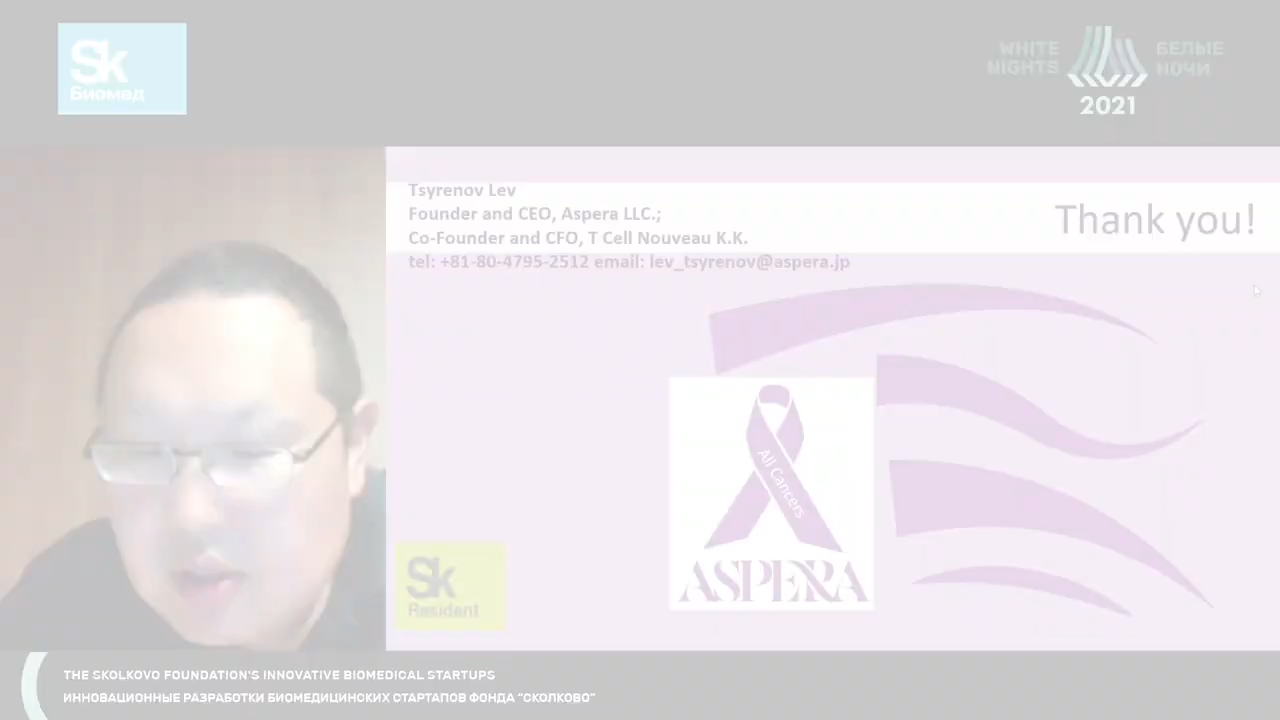 Sk
Биомед
WHITE NIGHTS
БЕЛЫЕ НОЧИ
2021
Tsyrenov Lev
Founder and CEO, Aspera LLC.;
Co-Founder and CFO, T Cell Nouveau K.K.
tel: +81-80-4795-2512 email: lev_tsyrenov@aspera.jp
Thank you!
All Cancers
ASPERA
Sk
Resident
THE SKOLKOVO FOUNDATION'S INNOVATIVE BIOMEDICAL STARTUPS
ИННОВАЦИОННЫЕ РАЗРАБОТКИ БИОМЕДИЦИНСКИХ СТАРТАПОВ ФОНДА "СКОЛКОВО"